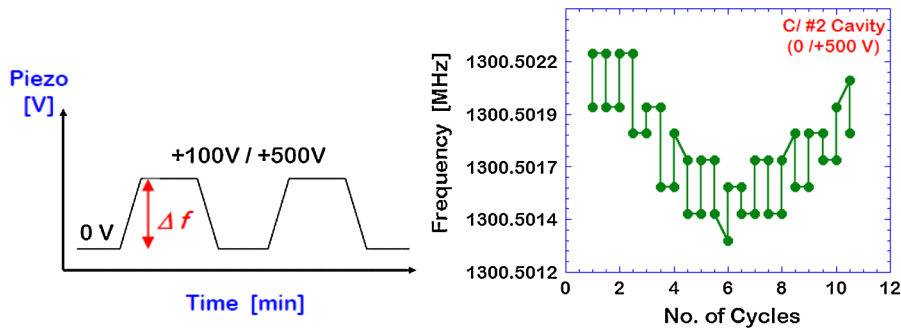 Piezo
[V]
+100V / +500V
0 V
Δ f
Time [min]
C/ #2 Cavity
(0 /+500 V)
Frequency [MHz]
1300.5022
1300.5019
1300.5017
1300.5014
1300.5012
0 2 4 6 8 10 12
No. of Cycles